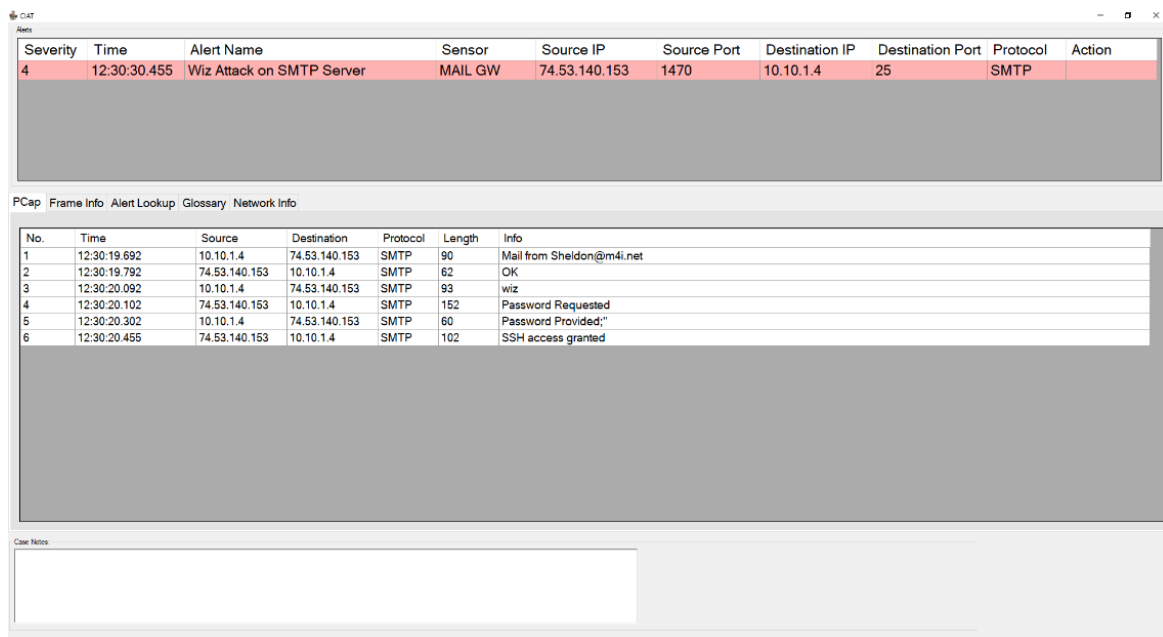 CIAT
Alerts
Severity Time Alert Name Sensor Source IP Source Port Destination IP Destination Port Protocol Action
4 12:30:30.455 Wiz Attack on SMTP Server MAIL GW 74.53.140.153 1470 10.10.1.4 25 SMTP
PCap Frame Info Alert Lookup Glossary Network Info
No. Time Source Destination Protocol Length Info
1 12:30:19.692 10.10.1.4 74.53.140.153 SMTP 90 Mail from Sheldon@m4i.net
2 12:30:19.792 74.53.140.153 10.10.1.4 SMTP 62 OK
3 12:30:20.092 10.10.1.4 74.53.140.153 SMTP 93 wiz
4 12:30:20.102 74.53.140.153 10.10.1.4 SMTP 152 Password Requested
5 12:30:20.302 10.10.1.4 74.53.140.153 SMTP 60 Password Provided;"
6 12:30:20.455 74.53.140.153 10.10.1.4 SMTP 102 SSH access granted
Case Notes: